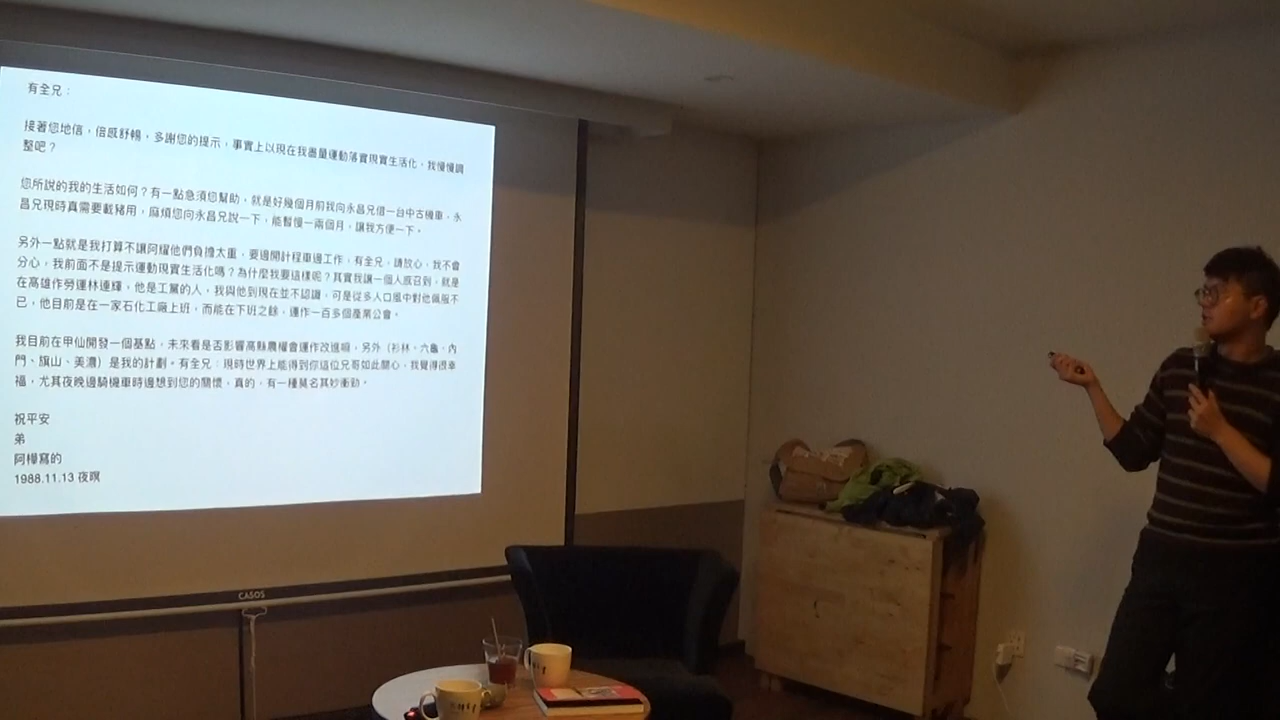 有全兄：
接著您地信，倍感舒暢，多謝您的提示，事實上以現在我盡量運動落實現實生活化，我慢慢調
整吧？
您所說的我的生活如何？有一點急須您幫助，就是好幾個月前我向永昌兄借一台中古機車，永
昌兄現時真需要載豬用，麻煩您向永昌兄說一下，能暫慢一兩個月，讓我方便一下。
另外一點就是我打算不讓阿耀他們負擔太重，要邊開計程車邊工作，有全兄，請放心，我不會
分心，我前面不是提示運動現實生活化嗎？為什麼我要這樣呢？其實我讓一個人感召到，就是
在高雄作勞運林連輝，他是工黨的人，我與他到現在並不認識，可是從多人口風中對他佩服不
已，他目前是在一家石化工廠上班，而能在下班之餘，運作一百多個產業公會。
我目前在甲仙開發一個基點，未來看是否影響高縣農權會運作改進嘛，另外（衫林、六龜、內
門、旗山、美濃）是我的計劃。有全兄：現時世界上能得到你這位兄哥如此關心，我覺得很幸
福，尤其夜晚邊騎機車時邊想到您的關懷，真的，有一種莫名其妙衝勁。
祝平安
弟
阿樺寫的
1988.11.13 夜暝
CASOS